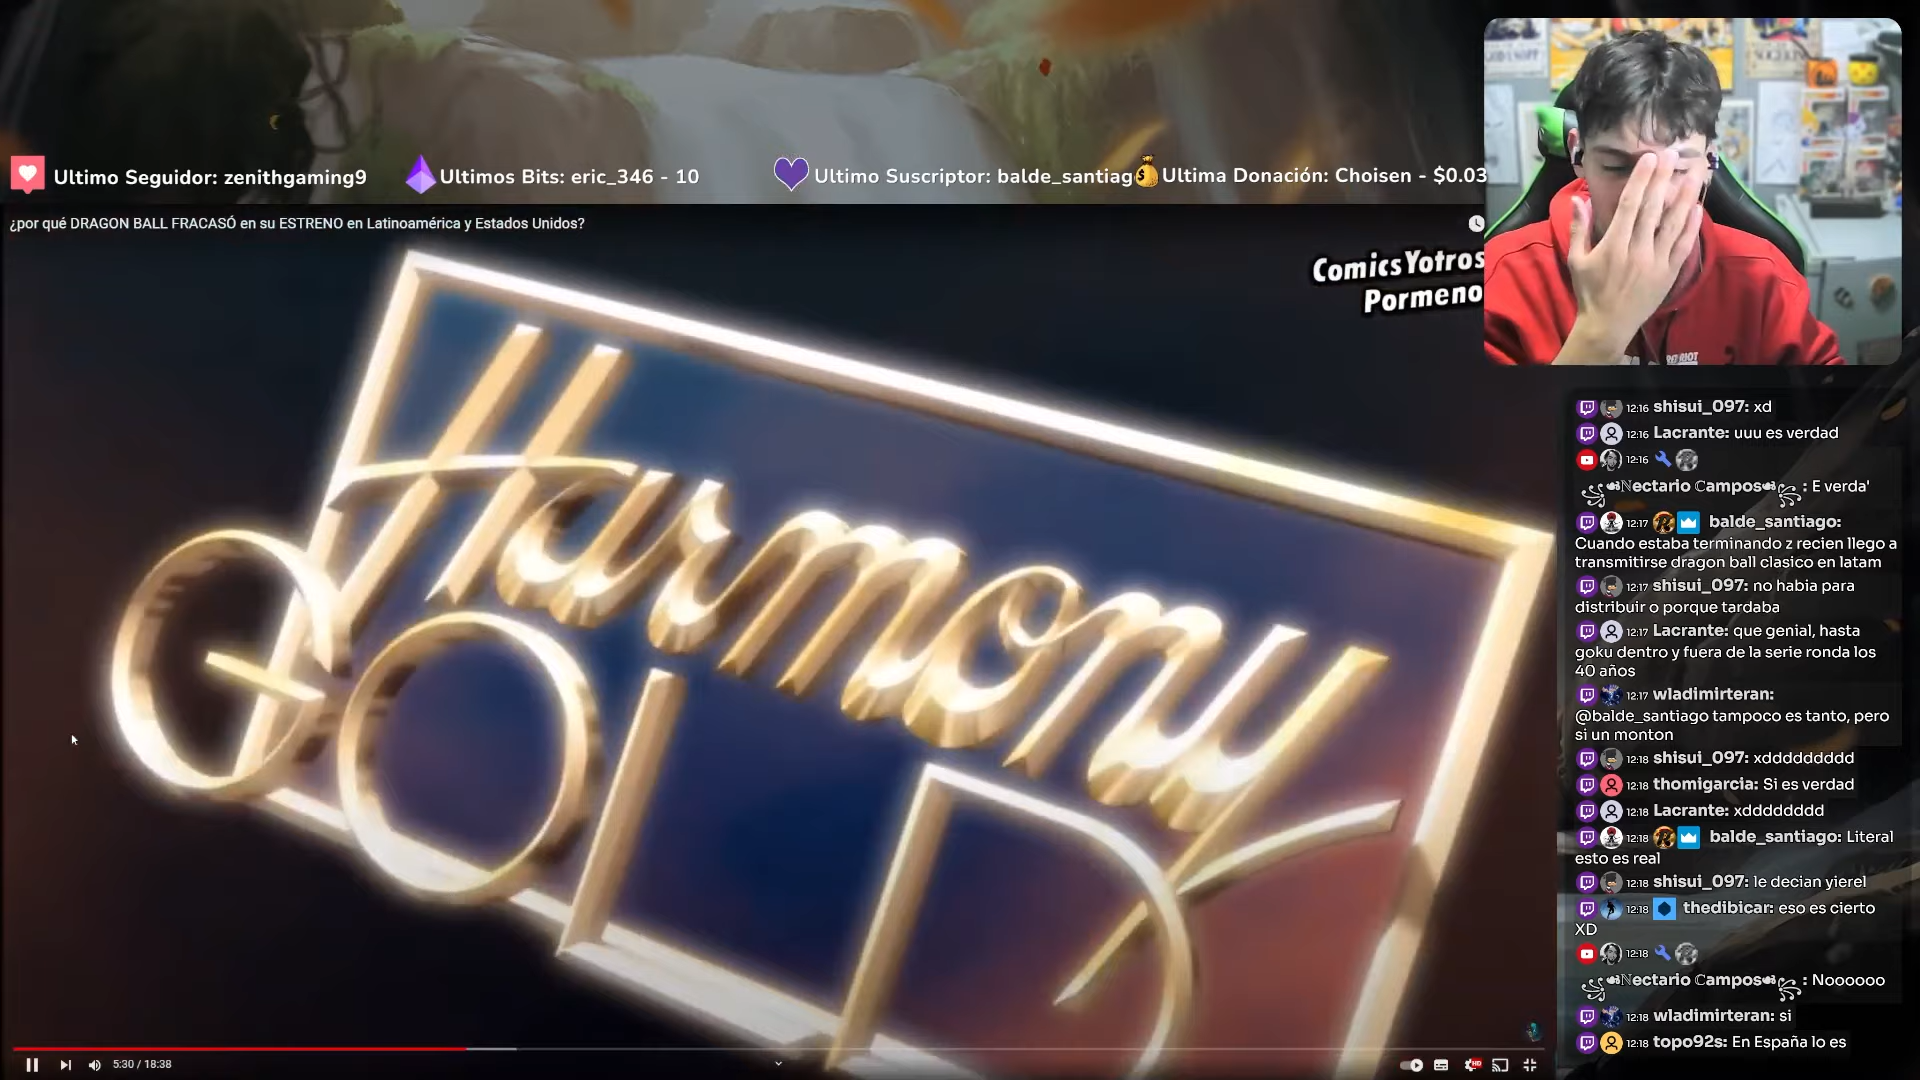 Ultimo Seguidor: zenithgaming9
Ultimos Bits: eric_346 - 10
Ultimo Suscriptor: balde_santiag
Ultima Donación: Choisen - $0.03
¿por qué DRAGON BALL FRACASÓ en su ESTRENO en Latinoamérica y Estados Unidos?
ComicsYotros
Pormeno
Harmony
GOLD
5:30 / 18:38
HD
12:16 shisui_097: xd
12:16 Lacrante: uuu es verdad
12:16
ℕectario ℂampos : E verda'
12:17 balde_santiago:
Cuando estaba terminando z recien llego a
transmitirse dragon ball clasico en latam
12:17 shisui_097: no habia para
distribuir o porque tardaba
12:17 Lacrante: que genial, hasta
goku dentro y fuera de la serie ronda los
40 años
12:17 wladimirteran:
@balde_santiago tampoco es tanto, pero
si un monton
12:18 shisui_097: xddddddddd
12:18 thomigarcia: Si es verdad
12:18 Lacrante: xdddddddd
12:18 balde_santiago: Literal
esto es real
12:18 shisui_097: le decian yierel
12:18 thedibicar: eso es cierto
XD
12:18
ℕectario ℂampos : Noooooo
12:18 wladimirteran: si
12:18 topo92s: En España lo es